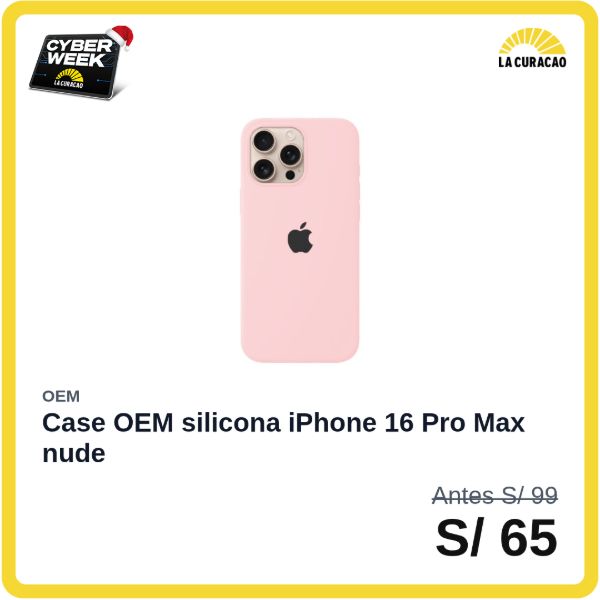 CYBER
WEEK
LA CURACAO
LA CURACAO
OEM
Case OEM silicona iPhone 16 Pro Max
nude
Antes S/ 99
S/ 65